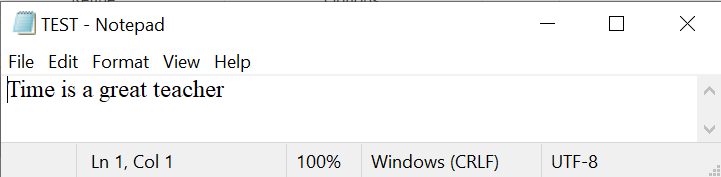 TEST - Notepad
File Edit Format View Help
Time is a great teacher
Ln 1, Col 1 100% Windows (CRLF) UTF-8